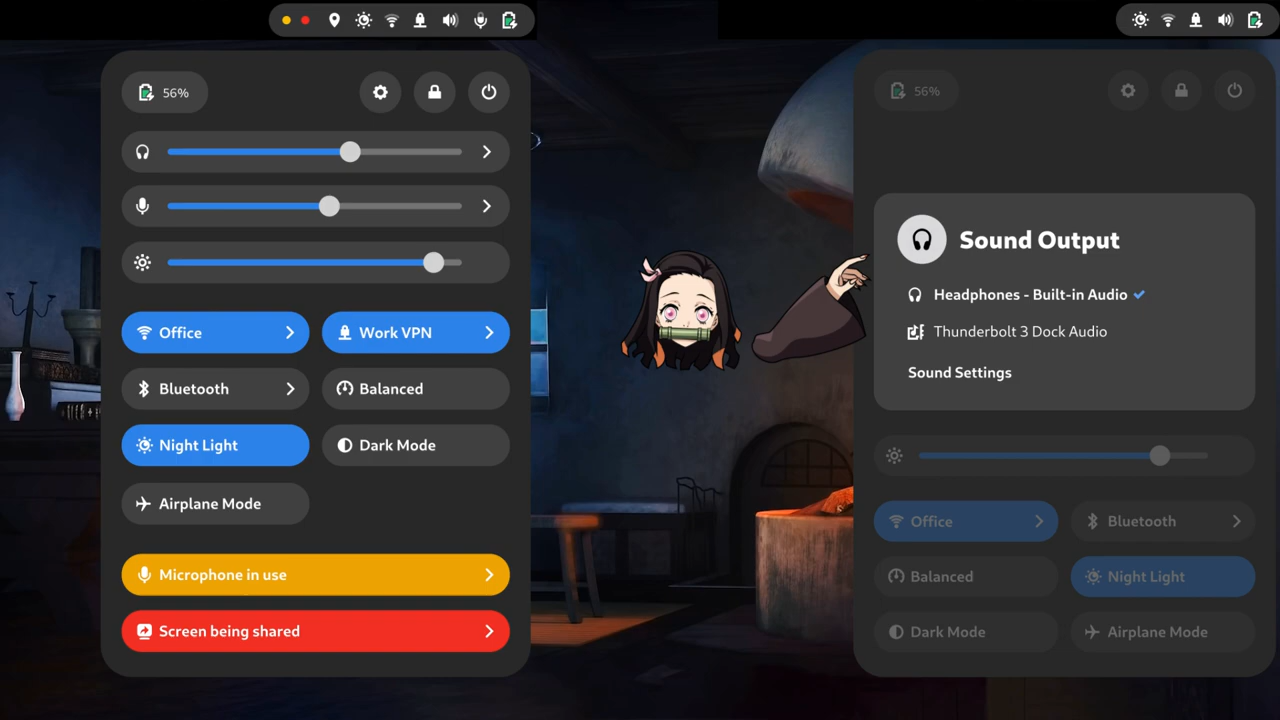 56%
Office
Work VPN
Bluetooth
Balanced
Night Light
Dark Mode
Airplane Mode
Microphone in use
Screen being shared
56%
Sound Output
Headphones - Built-in Audio
Thunderbolt 3 Dock Audio
Sound Settings
Office
Bluetooth
Balanced
Night Light
Dark Mode
Airplane Mode